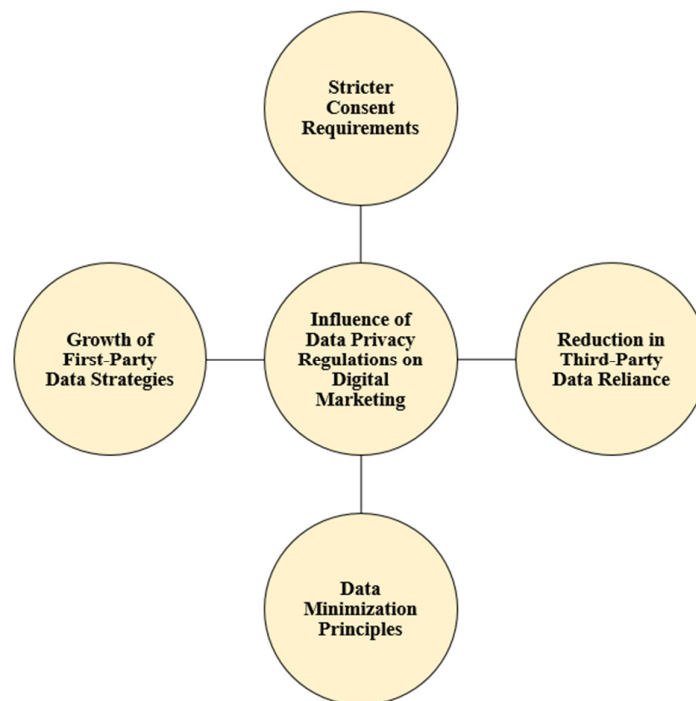 Stricter
Consent
Requirements
Growth of
First-Party
Data Strategies
Influence of
Data Privacy
Regulations on
Digital
Marketing
Reduction in
Third-Party
Data Reliance
Data
Minimization
Principles